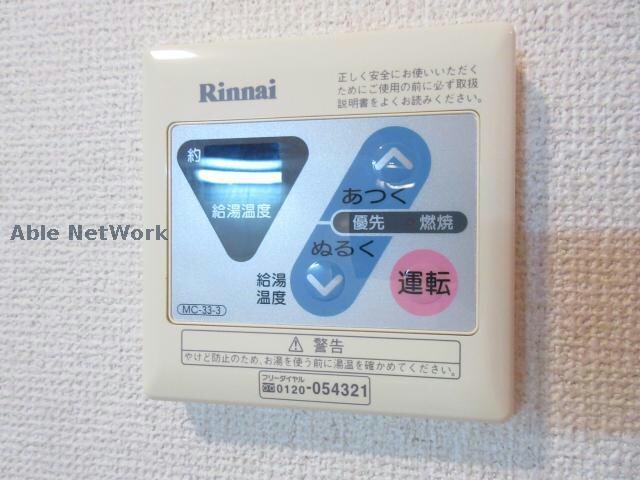 Rinnai
正しく安全にお使いいただく
ためにご使用の前に必ず取扱
説明書をよくお読みください。
約
給湯温度
あつく
優先 燃焼
ぬるく
給湯
温度
運転
MC-33-3
Able NetWork
⚠ 警告
やけど防止のため、お湯を使う前に湯温を確かめてください。
フリーダイヤル
0120-054321